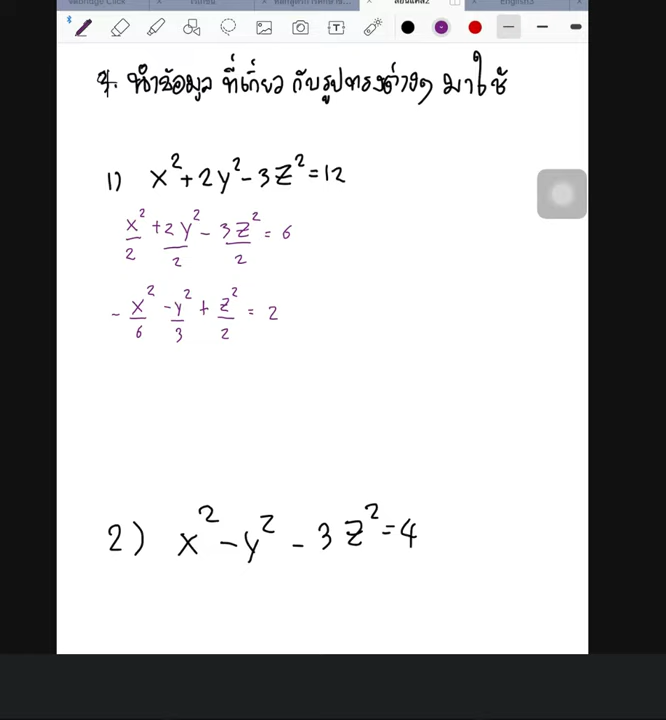 English3
ม. นำข้อมูล ที่เกี่ยว กับรูปทรงต่างๆ มาใช้
1) x²+2y²-3z²=12
x²/2 + 2y²/2 - 3z²/2 = 6
- x²/6 - y²/3 + z²/2 = 2
2) x² - y² - 3z² = 4